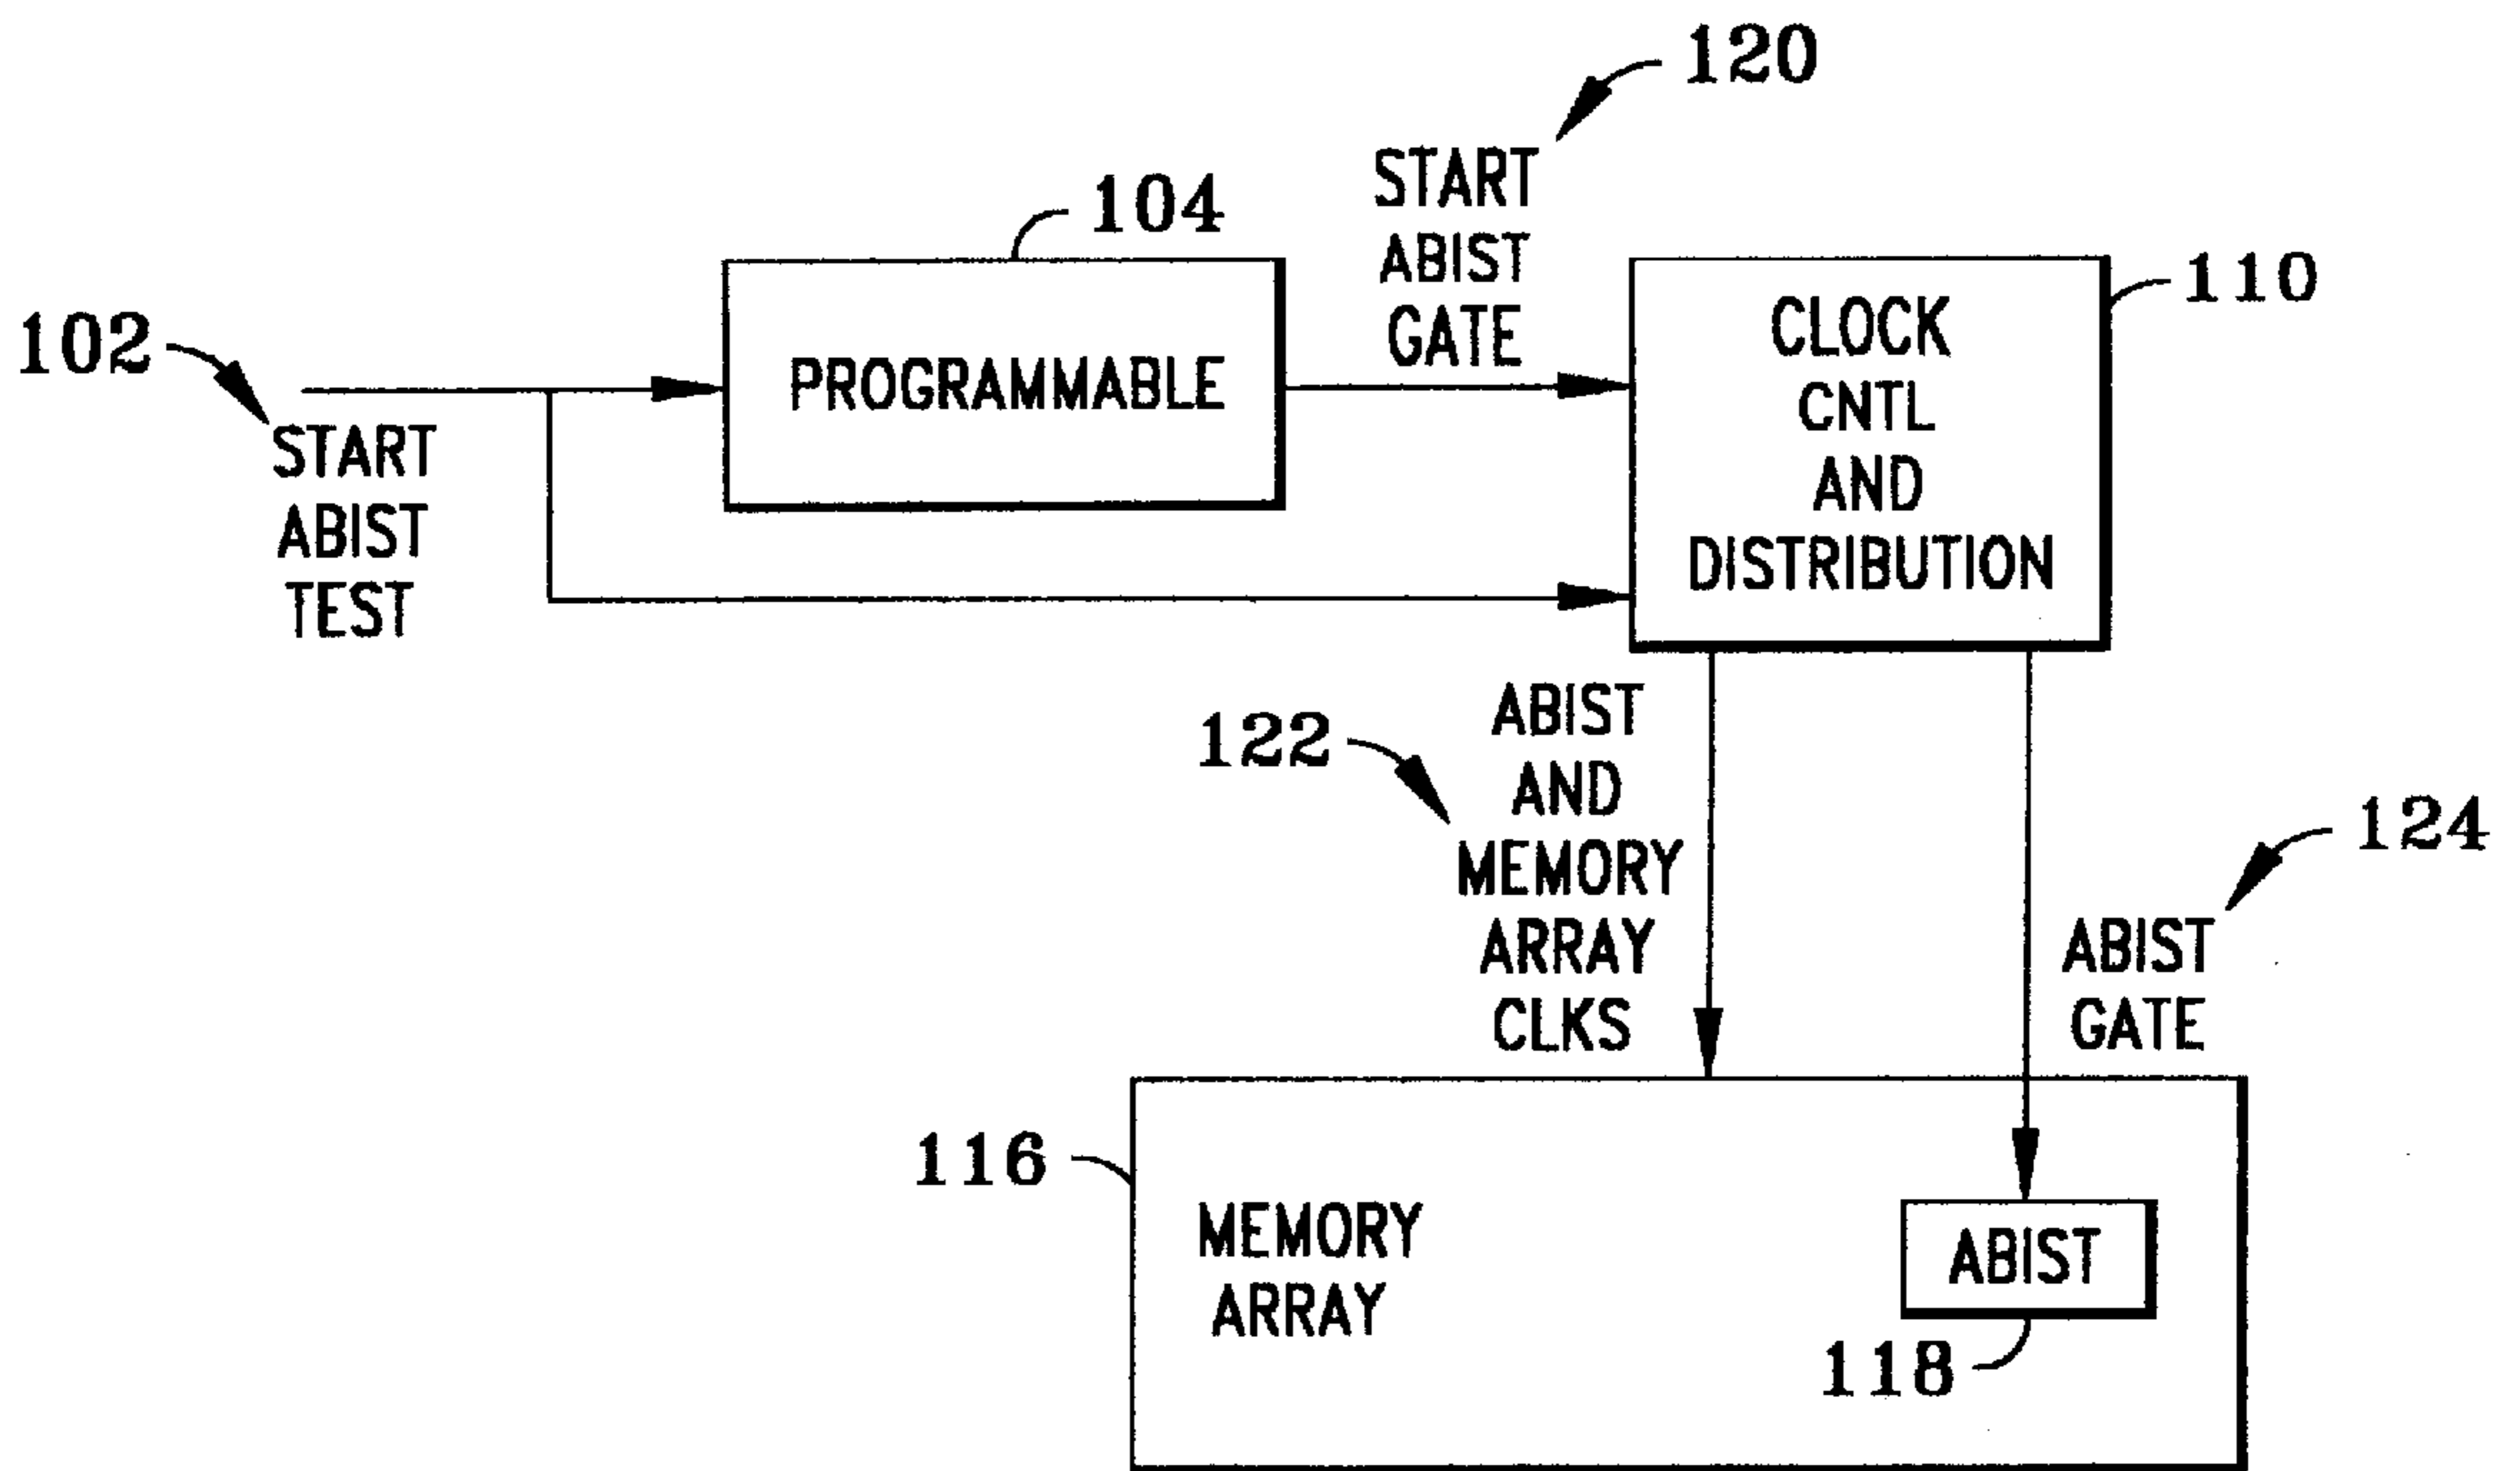 120
START
ABIST
GATE
104
PROGRAMMABLE
110
CLOCK
CNTL
AND
DISTRIBUTION
102
START
ABIST
TEST
122
ABIST
AND
MEMORY
ARRAY
CLKS
124
ABIST
GATE
116
MEMORY
ARRAY
ABIST
118